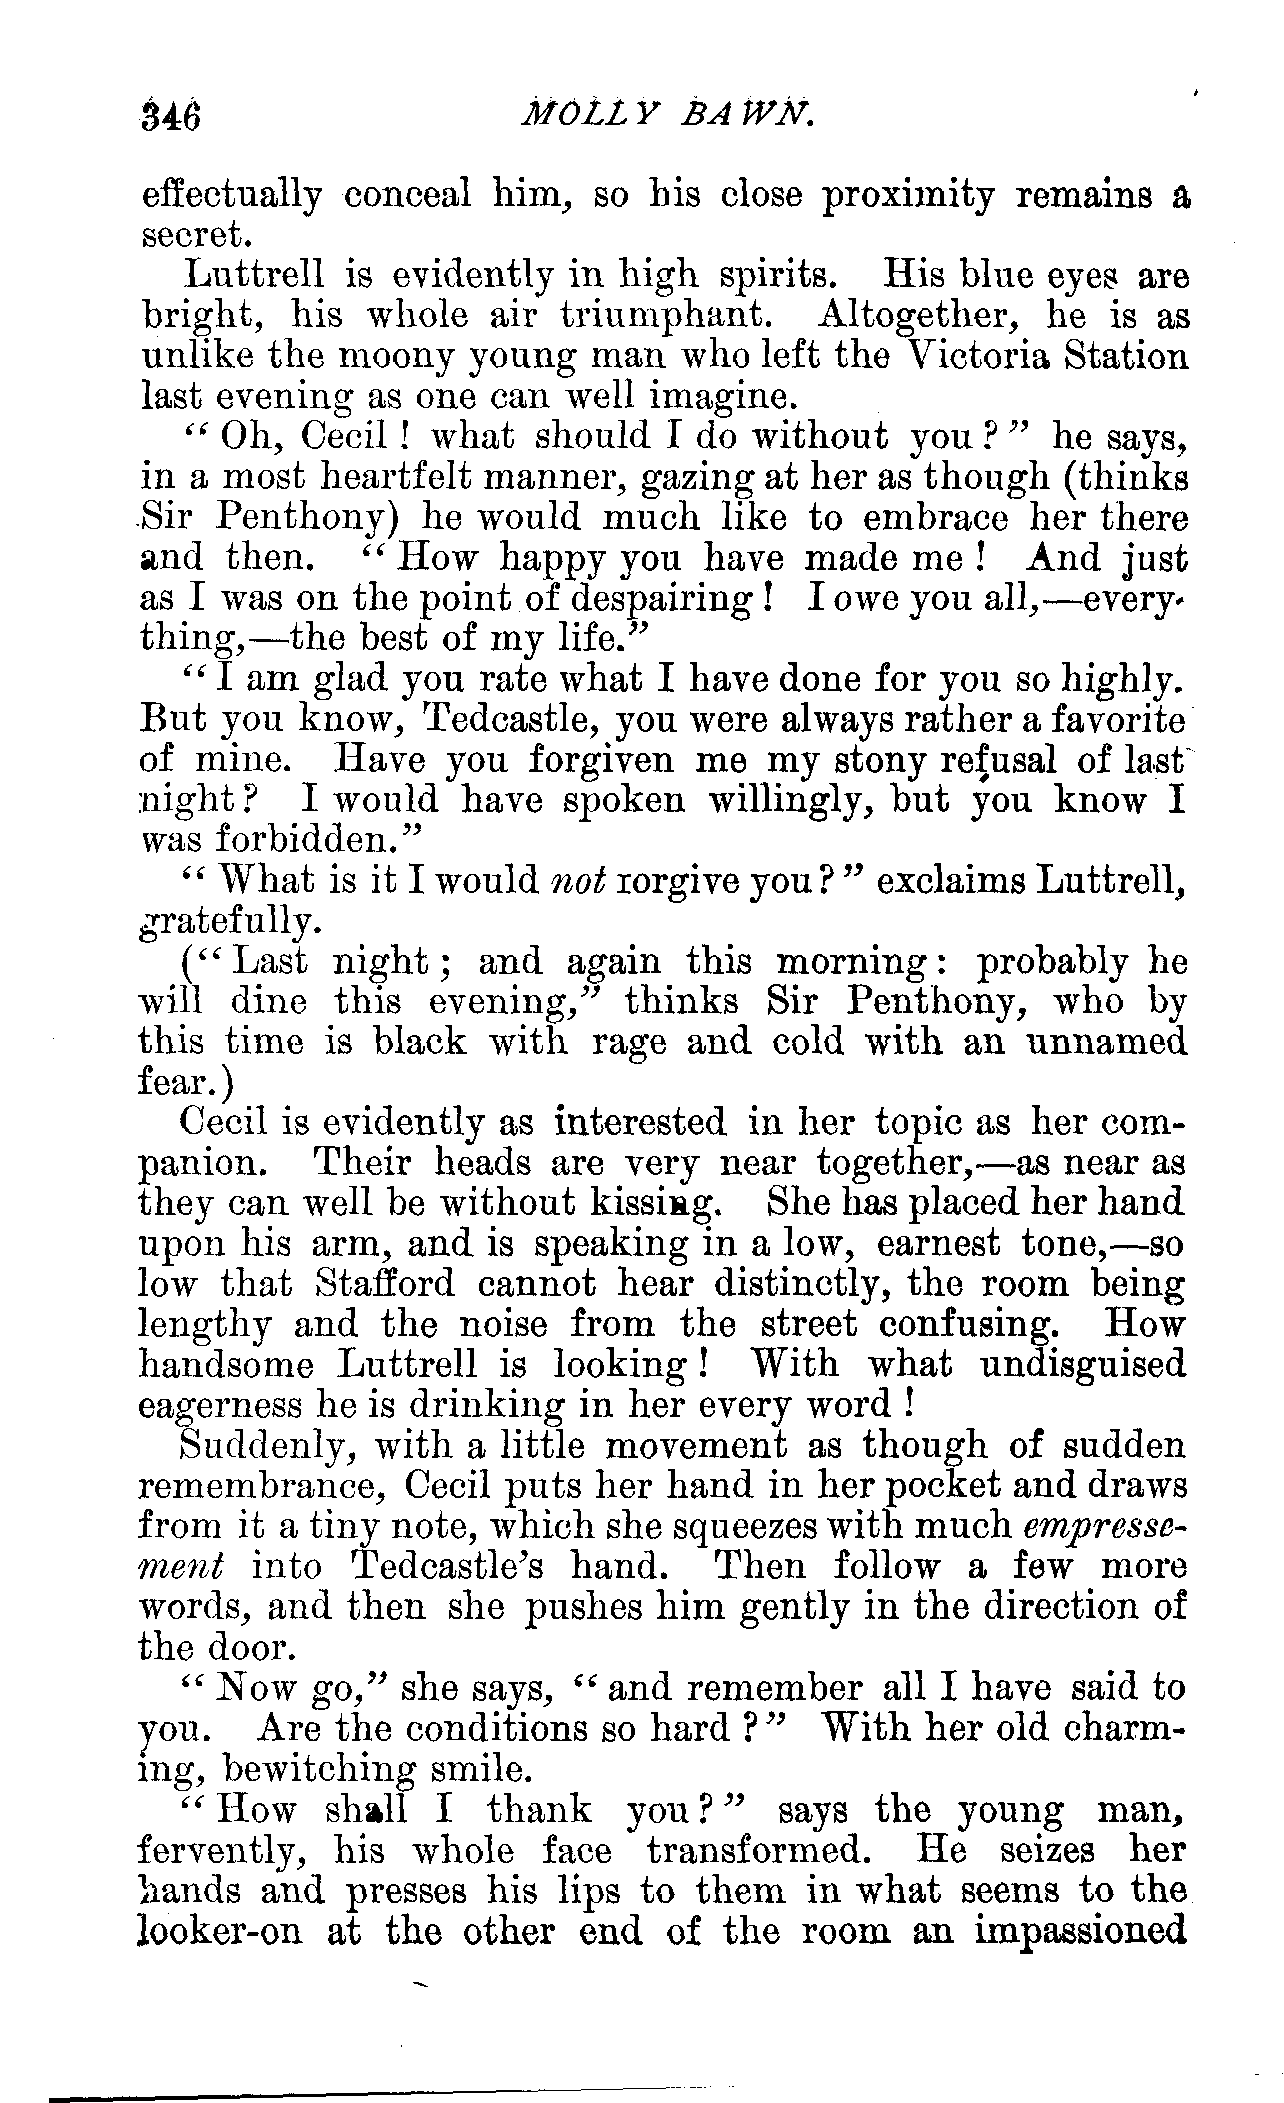 346 MOLLY BAWN.
effectually conceal him, so his close proximity remains a
secret.
Luttrell is evidently in high spirits. His blue eyes are
bright, his whole air triumphant. Altogether, he is as
unlike the moony young man who left the Victoria Station
last evening as one can well imagine.
“Oh, Cecil! what should I do without you?” he says,
in a most heartfelt manner, gazing at her as though (thinks
Sir Penthony) he would much like to embrace her there
and then. “How happy you have made me! And just
as I was on the point of despairing! I owe you all,—every-
thing,—the best of my life.”
“I am glad you rate what I have done for you so highly.
But you know, Tedcastle, you were always rather a favorite
of mine. Have you forgiven me my stony refusal of last
night? I would have spoken willingly, but you know I
was forbidden.”
“What is it I would not forgive you?” exclaims Luttrell,
gratefully.
(“Last night; and again this morning: probably he
will dine this evening,” thinks Sir Penthony, who by
this time is black with rage and cold with an unnamed
fear.)
Cecil is evidently as interested in her topic as her com-
panion. Their heads are very near together,—as near as
they can well be without kissing. She has placed her hand
upon his arm, and is speaking in a low, earnest tone,—so
low that Stafford cannot hear distinctly, the room being
lengthy and the noise from the street confusing. How
handsome Luttrell is looking! With what undisguised
eagerness he is drinking in her every word!
Suddenly, with a little movement as though of sudden
remembrance, Cecil puts her hand in her pocket and draws
from it a tiny note, which she squeezes with much empresse-
ment into Tedcastle’s hand. Then follow a few more
words, and then she pushes him gently in the direction of
the door.
“Now go,” she says, “and remember all I have said to
you. Are the conditions so hard?” With her old charm-
ing, bewitching smile.
“How shall I thank you?” says the young man,
fervently, his whole face transformed. He seizes her
hands and presses his lips to them in what seems to the
looker-on at the other end of the room an impassioned